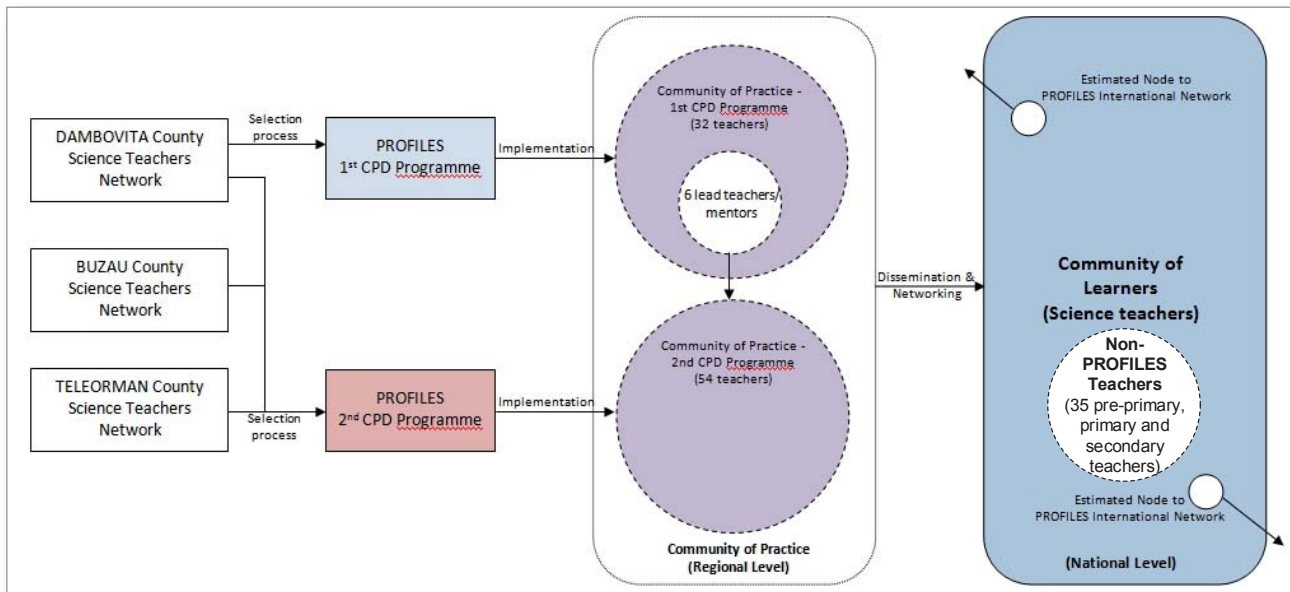 DAMBOVITA County
Science Teachers
Network
Selection
process
PROFILES
1st CPD Programme
Implementation
Community of Practice -
1st CPD Programme
(32 teachers)
6 lead teachers/
mentors
BUZAU County
Science Teachers
Network
TELEORMAN County
Science Teachers
Network
Selection
process
PROFILES
2nd CPD Programme
Implementation
Community of Practice -
2nd CPD Programme
(54 teachers)
Community of Practice
(Regional Level)
Dissemination &
Networking
Estimated Node to
PROFILES International Network
Community of
Learners
(Science teachers)
Non-
PROFILES
Teachers
(35 pre-primary,
primary and
secondary
teachers)
Estimated Node to
PROFILES International Network
(National Level)